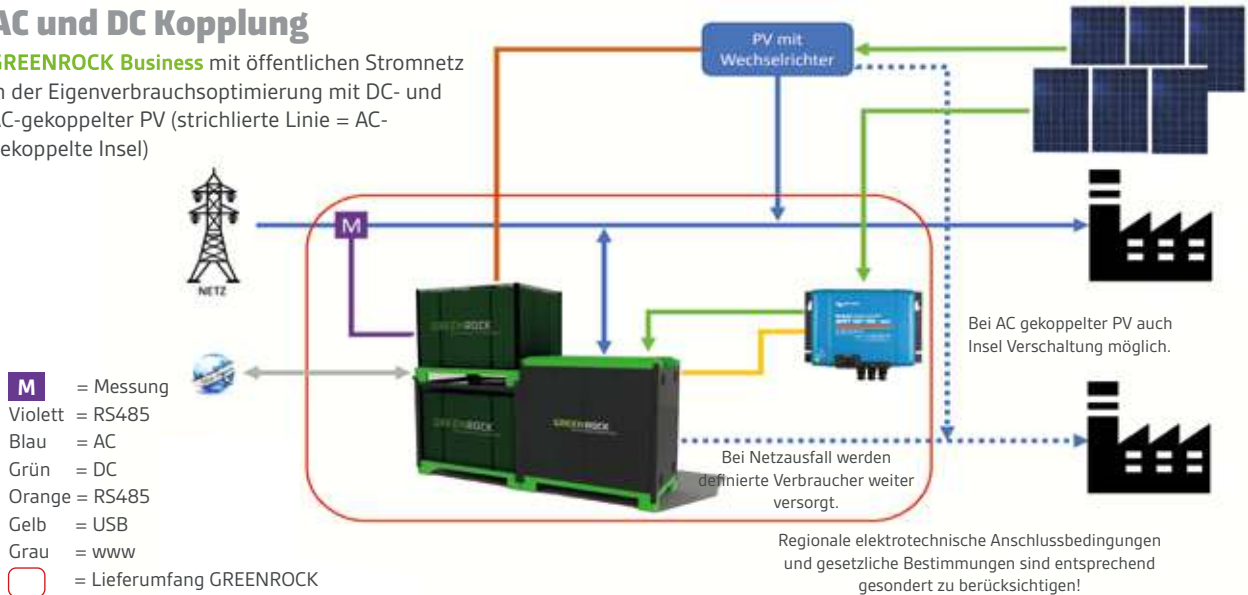 AC und DC Kopplung
GREENROCK Business mit öffentlichen Stromnetz
n der Eigenverbrauchsoptimierung mit DC- und
AC-gekoppelter PV (strichlierte Linie = AC-
gekoppelte Insel)
PV mit
Wechselrichter
NETZ
M
GREENROCK
GREENROCK
GREENROCK
Bei AC gekoppelter PV auch
Insel Verschaltung möglich.
Bei Netzausfall werden
definierte Verbraucher weiter
versorgt.
M = Messung
Violett = RS485
Blau = AC
Grün = DC
Orange = RS485
Gelb = USB
Grau = www
= Lieferumfang GREENROCK
Regionale elektrotechnische Anschlussbedingungen
und gesetzliche Bestimmungen sind entsprechend
gesondert zu berücksichtigen!